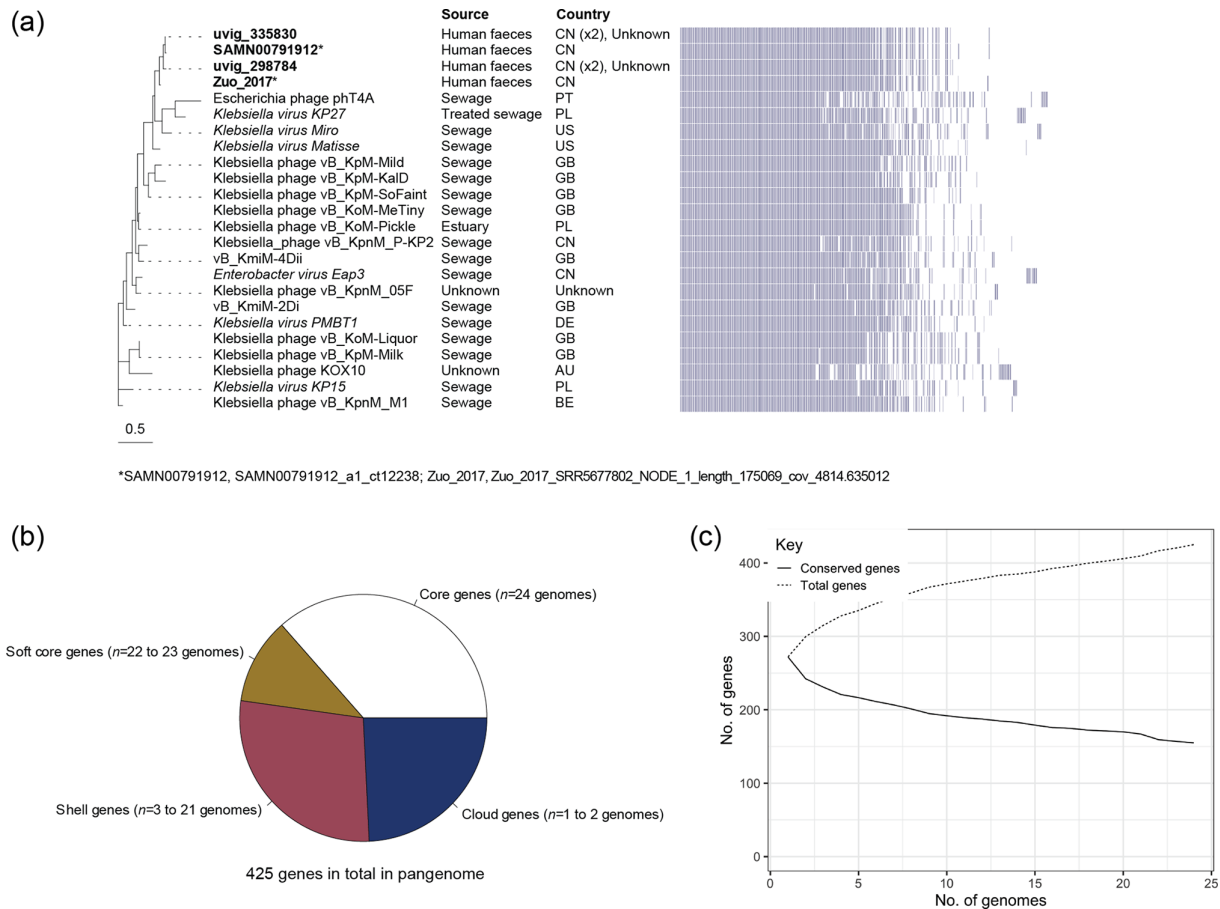 (a)
Source Country
uvig_335830 Human faeces CN (x2), Unknown
SAMN00791912* Human faeces CN
uvig_298784 Human faeces CN (x2), Unknown
Zuo_2017* Human faeces CN
Escherichia phage phT4A Sewage PT
Klebsiella virus KP27 Treated sewage PL
Klebsiella virus Miro Sewage US
Klebsiella virus Matisse Sewage US
Klebsiella phage vB_KpM-Mild Sewage GB
Klebsiella phage vB_KpM-KalD Sewage GB
Klebsiella phage vB_KpM-SoFaint Sewage GB
Klebsiella phage vB_KoM-MeTiny Sewage GB
Klebsiella phage vB_KoM-Pickle Estuary PL
Klebsiella_phage vB_KpnM_P-KP2 Sewage CN
vB_KmiM-4Dii Sewage GB
Enterobacter virus Eap3 Sewage CN
Klebsiella phage vB_KpnM_05F Unknown Unknown
vB_KmiM-2Di Sewage GB
Klebsiella virus PMBT1 Sewage DE
Klebsiella phage vB_KoM-Liquor Sewage GB
Klebsiella phage vB_KpM-Milk Sewage GB
Klebsiella phage KOX10 Unknown AU
Klebsiella virus KP15 Sewage PL
Klebsiella phage vB_KpnM_M1 Sewage BE
0.5
*SAMN00791912, SAMN00791912_a1_ct12238; Zuo_2017, Zuo_2017_SRR5677802_NODE_1_length_175069_cov_4814.635012
(b)
Core genes (n=24 genomes)
Soft core genes (n=22 to 23 genomes)
Shell genes (n=3 to 21 genomes)
Cloud genes (n=1 to 2 genomes)
425 genes in total in pangenome
(c)
Key
Conserved genes
Total genes
400
300
200
100
0
No. of genes
0 5 10 15 20 25
No. of genomes